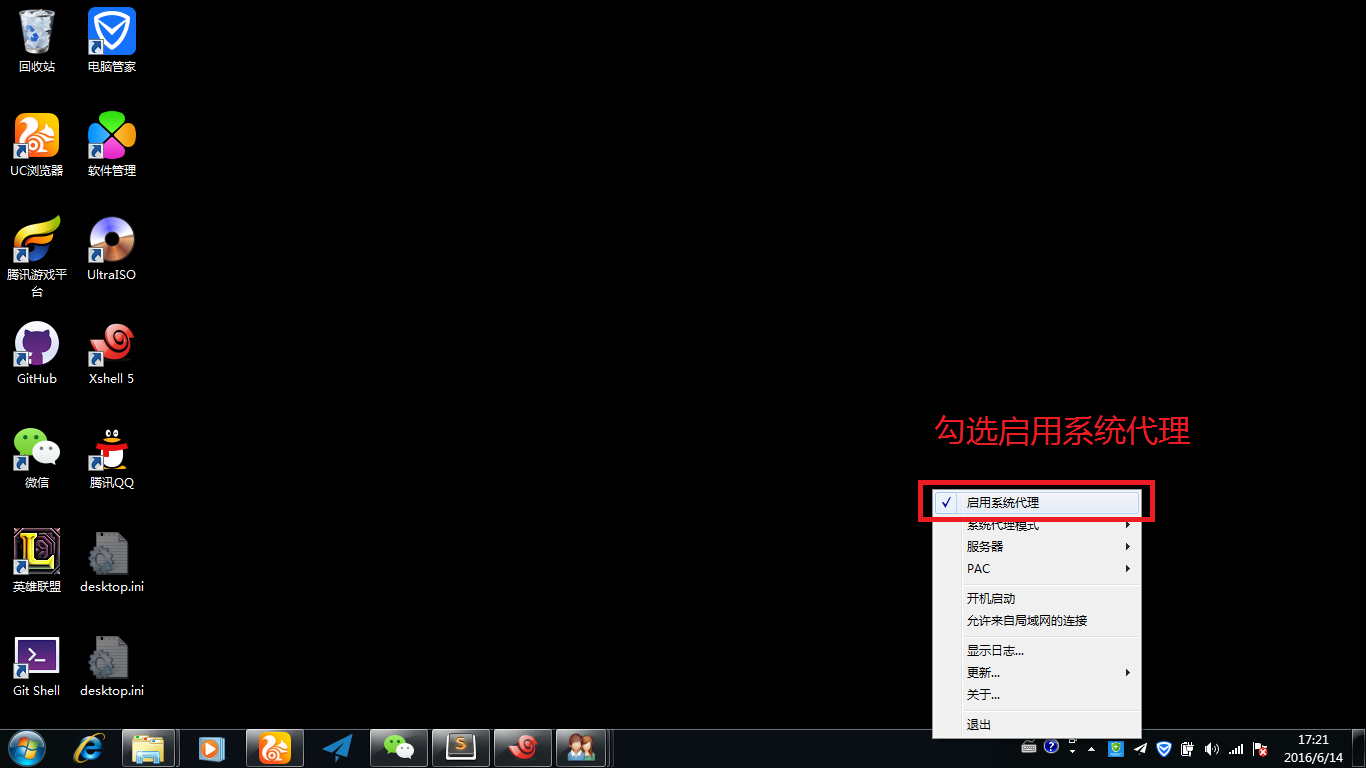 回收站
电脑管家
UC浏览器
软件管理
腾讯游戏平
台
UltraISO
GitHub
Xshell 5
微信
腾讯QQ
英雄联盟
desktop.ini
Git Shell
desktop.ini
勾选启用系统代理
启用系统代理
系统代理模式
服务器
PAC
开机启动
允许来自局域网的连接
显示日志...
更新...
关于...
退出
17:21
2016/6/14